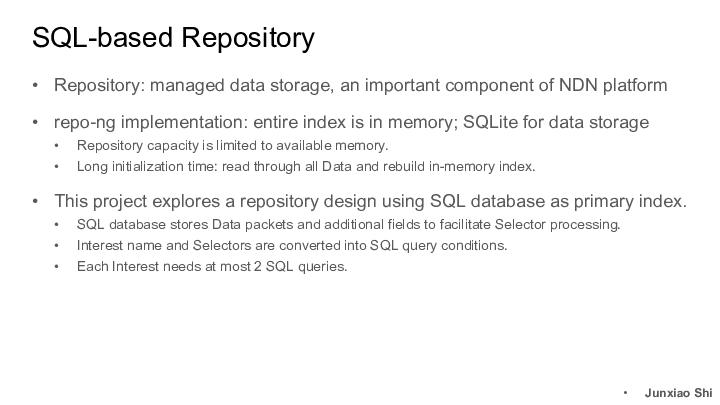 SQL-based Repository
• Repository: managed data storage, an important component of NDN platform
• repo-ng implementation: entire index is in memory; SQLite for data storage
• Repository capacity is limited to available memory.
• Long initialization time: read through all Data and rebuild in-memory index.
• This project explores a repository design using SQL database as primary index.
• SQL database stores Data packets and additional fields to facilitate Selector processing.
• Interest name and Selectors are converted into SQL query conditions.
• Each Interest needs at most 2 SQL queries.
• Junxiao Shi